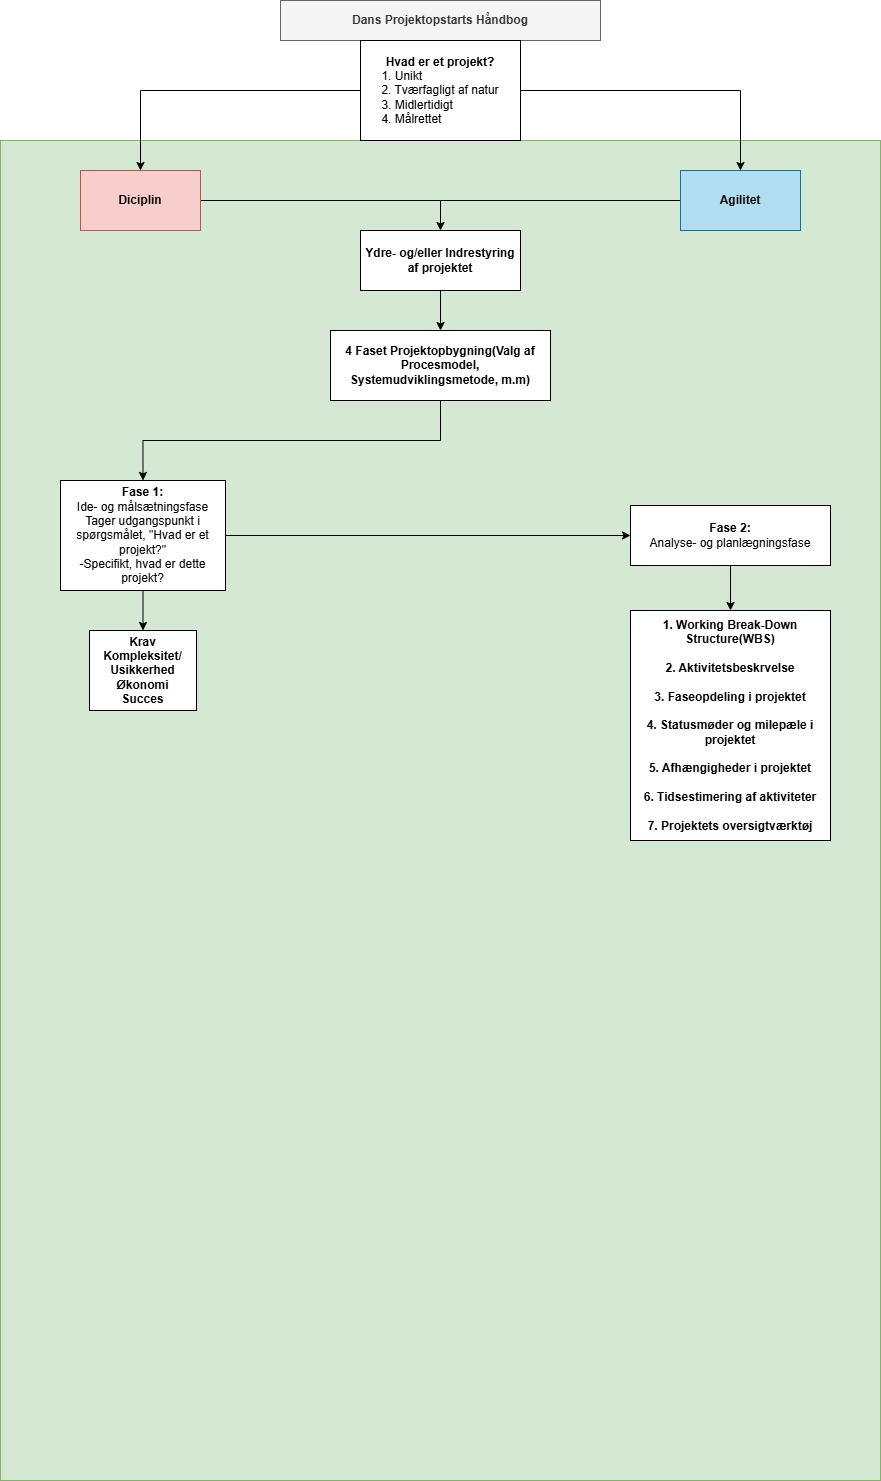 Dans Projektopstarts Håndbog
Hvad er et projekt?
1. Unikt
2. Tværfagligt af natur
3. Midlertidigt
4. Målrettet
Diciplin
Agilitet
Ydre- og/eller Indrestyring
af projektet
4 Faset Projektopbygning(Valg af
Procesmodel,
Systemudviklingsmetode, m.m)
Fase 1:
Ide- og målsætningsfase
Tager udgangspunkt i
spørgsmålet, "Hvad er et
projekt?"
-Specifikt, hvad er dette
projekt?
Fase 2:
Analyse- og planlægningsfase
Krav
Kompleksitet/
Usikkerhed
Økonomi
Succes
1. Working Break-Down
Structure(WBS)
2. Aktivitetsbeskrvelse
3. Faseopdeling i projektet
4. Statusmøder og milepæle i
projektet
5. Afhængigheder i projektet
6. Tidsestimering af aktiviteter
7. Projektets oversigtværktøj